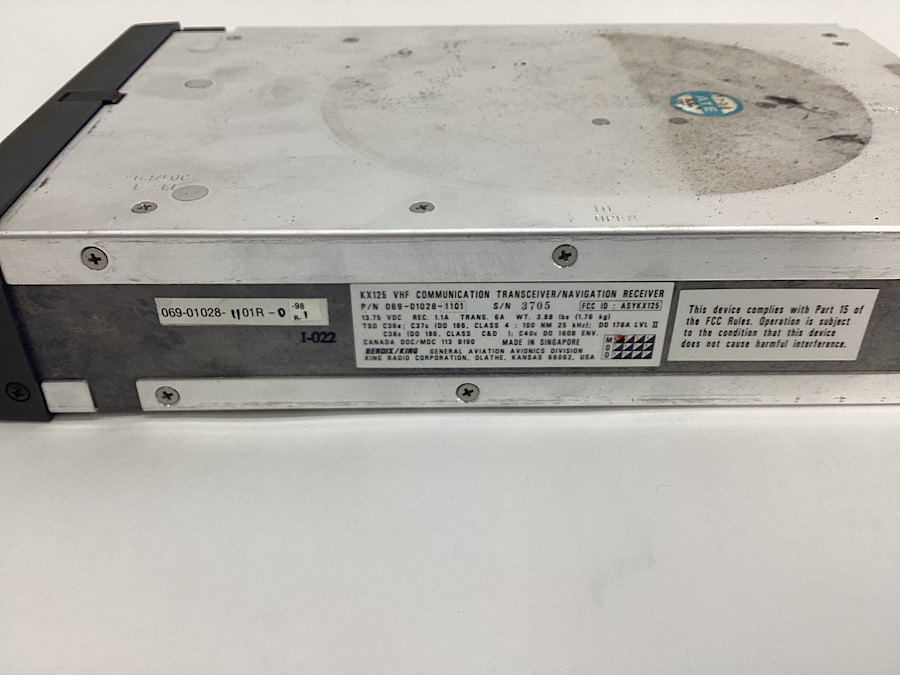 ATE
TO
OPEN
069-01028-1101R-0
-98
R.1
I-022
KX125 VHF COMMUNICATION TRANSCEIVER/NAVIGATION RECEIVER
P/N 069-01028-1101 S/N 3705 FCC ID : ASYKX125
13.75 VDC REC. 1.1A TRANS. 6A WT. 3.88 lbs (1.76 kg)
TSO C38c; C37c (DO 186, CLASS 4 : 100 NM 25 kHz); DO 178A LVL II
C36c (DO 186, CLASS C&D ); C40c DO 160B ENV.
CANADA DOC/MDC 113 8190 MADE IN SINGAPORE
BENDIX/KING GENERAL AVIATION AVIONICS DIVISION
KING RADIO CORPORATION, OLATHE, KANSAS 66062, USA
M
O
D
This device complies with Part 15 of
the FCC Rules. Operation is subject
to the condition that this device
does not cause harmful interference.